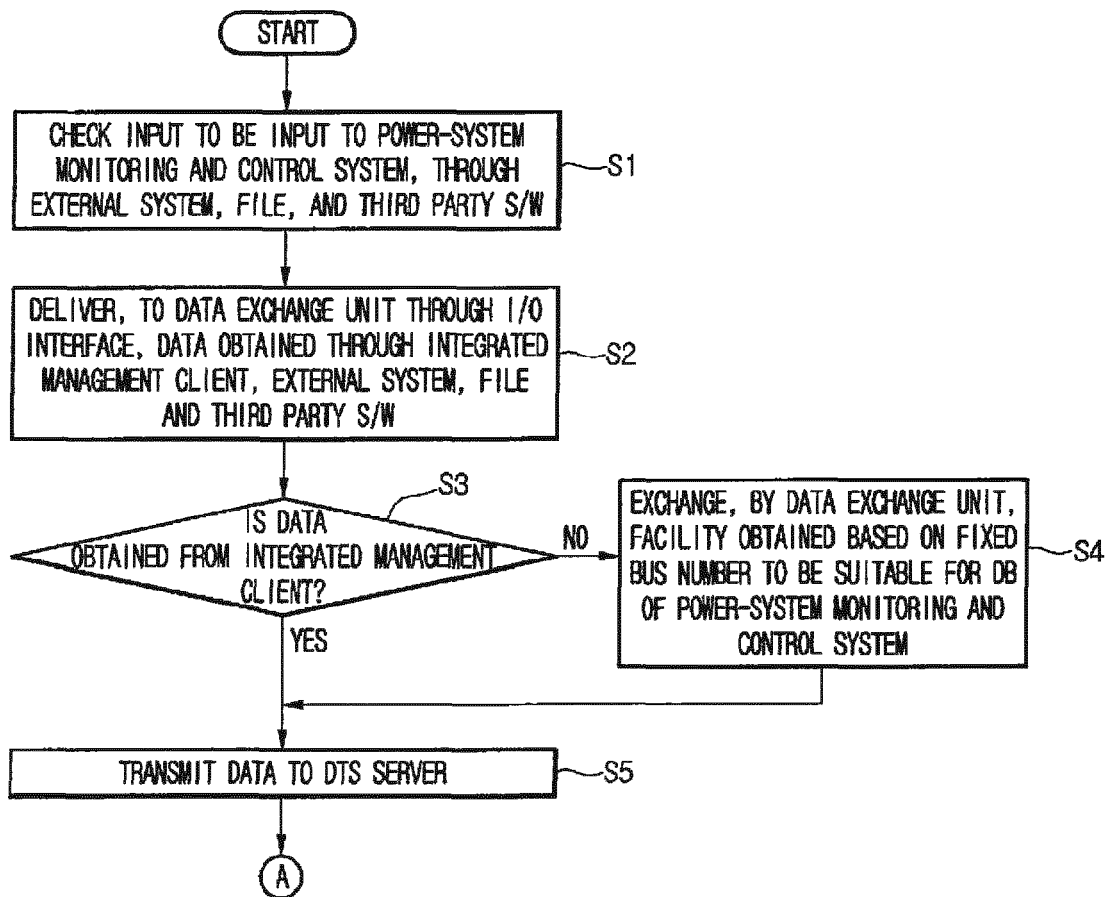 START
CHECK INPUT TO BE INPUT TO POWER-SYSTEM
MONITORING AND CONTROL SYSTEM, THROUGH
EXTERNAL SYSTEM, FILE, AND THIRD PARTY S/W
S1
DELIVER, TO DATA EXCHANGE UNIT THROUGH I/O
INTERFACE, DATA OBTAINED THROUGH INTEGRATED
MANAGEMENT CLIENT, EXTERNAL SYSTEM, FILE
AND THIRD PARTY S/W
S2
S3
IS DATA
OBTAINED FROM INTEGRATED MANAGEMENT
CLIENT?
NO
YES
EXCHANGE, BY DATA EXCHANGE UNIT,
FACILITY OBTAINED BASED ON FIXED
BUS NUMBER TO BE SUITABLE FOR DB
OF POWER-SYSTEM MONITORING AND
CONTROL SYSTEM
S4
TRANSMIT DATA TO DTS SERVER
S5
A